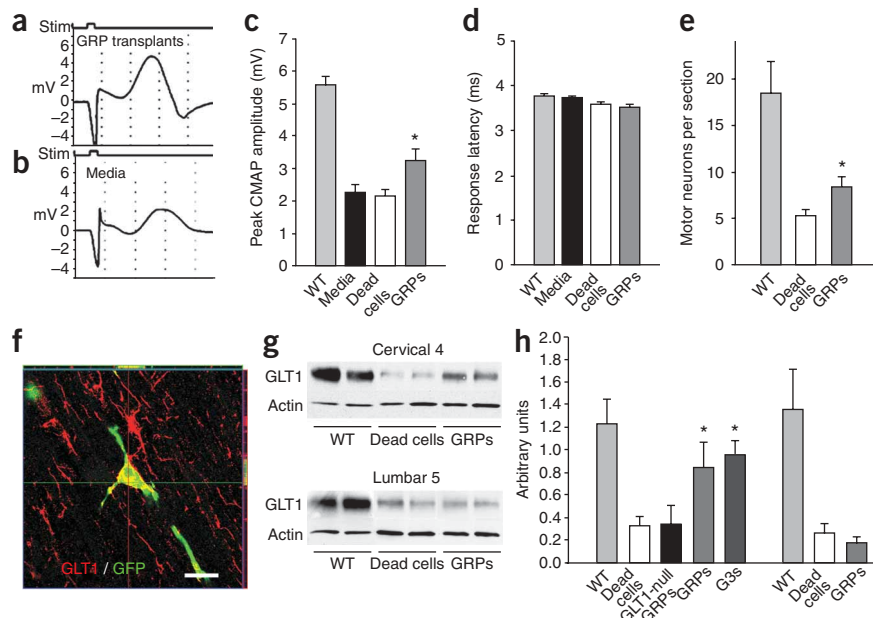 a
Stim
GRP transplants
6
4
2
mV
0
−2
−4
b
Stim
Media
6
4
2
mV
0
−2
−4
c
Peak CMAP amplitude (mV)
7
6
5
4
3
2
1
0
*
WT
Media
Dead cells
GRPs
d
Response latency (ms)
5
4
3
2
1
0
WT
Media
Dead cells
GRPs
e
Motor neurons per section
20
15
10
5
0
*
WT
Dead cells
GRPs
f
GLT1 / GFP
g
Cervical 4
GLT1
Actin
WT Dead cells GRPs
Lumbar 5
GLT1
Actin
WT Dead cells GRPs
h
Arbitrary units
2.0
1.8
1.6
1.4
1.2
1.0
0.8
0.6
0.4
0.2
0.0
* *
WT
Dead cells
GLT1-null GRPs
GRPs
G3s
WT
Dead cells
GRPs